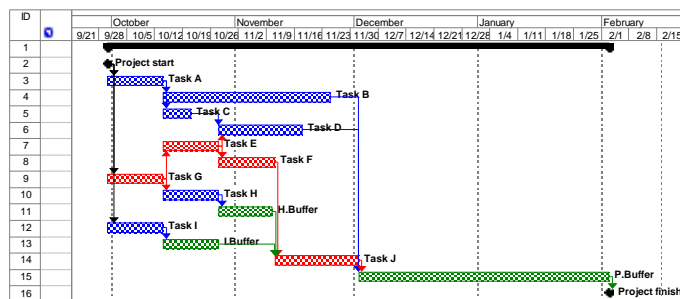 ID
October November December January February
9/21 9/28 10/5 10/12 10/19 10/26 11/2 11/9 11/16 11/23 11/30 12/7 12/14 12/21 12/28 1/4 1/11 1/18 1/25 2/1 2/8 2/15
1
2 Project start
3 Task A
4 Task B
5 Task C
6 Task D
7 Task E
8 Task F
9 Task G
10 Task H
11 H.Buffer
12 Task I
13 I.Buffer
14 Task J
15 P.Buffer
16 Project finish